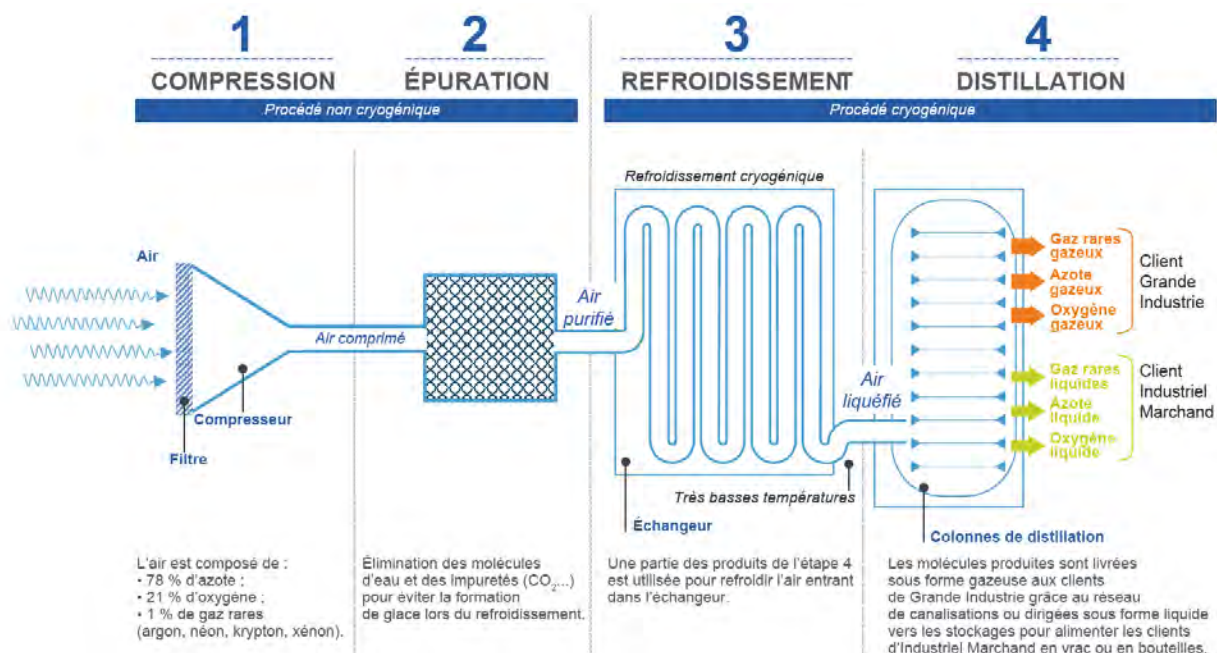 1
COMPRESSION
2
ÉPURATION
Procédé non cryogénique
3
REFROIDISSEMENT
4
DISTILLATION
Procédé cryogénique
Air
Air comprimé
Compresseur
Filtre
Air
purifié
Refroidissement cryogénique
Air
liquéfié
Très basses températures
Échangeur
Gaz rares
gazeux
Azote
gazeux
Oxygène
gazeux
Client
Grande
Industrie
Gaz rares
liquides
Azote
liquide
Oxygène
liquide
Client
Industriel
Marchand
Colonnes de distillation
L'air est composé de :
• 78 % d'azote ;
• 21 % d'oxygène ;
• 1 % de gaz rares
(argon, néon, krypton, xénon).
Élimination des molécules
d'eau et des impuretés (CO₂...)
pour éviter la formation
de glace lors du refroidissement.
Une partie des produits de l'étape 4
est utilisée pour refroidir l'air entrant
dans l'échangeur.
Les molécules produites sont livrées
sous forme gazeuse aux clients
de Grande Industrie grâce au réseau
de canalisations ou dirigées sous forme liquide
vers les stockages pour alimenter les clients
d'Industriel Marchand en vrac ou en bouteilles.